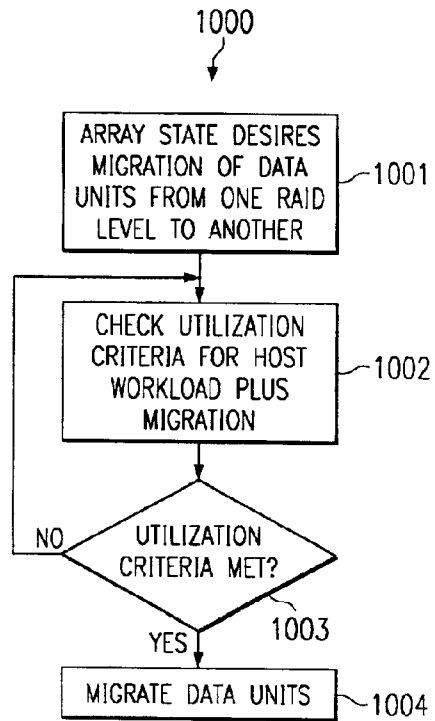 1000
ARRAY STATE DESIRES
MIGRATION OF DATA
UNITS FROM ONE RAID
LEVEL TO ANOTHER
1001
CHECK UTILIZATION
CRITERIA FOR HOST
WORKLOAD PLUS
MIGRATION
1002
NO
UTILIZATION
CRITERIA MET?
1003
YES
MIGRATE DATA UNITS
1004